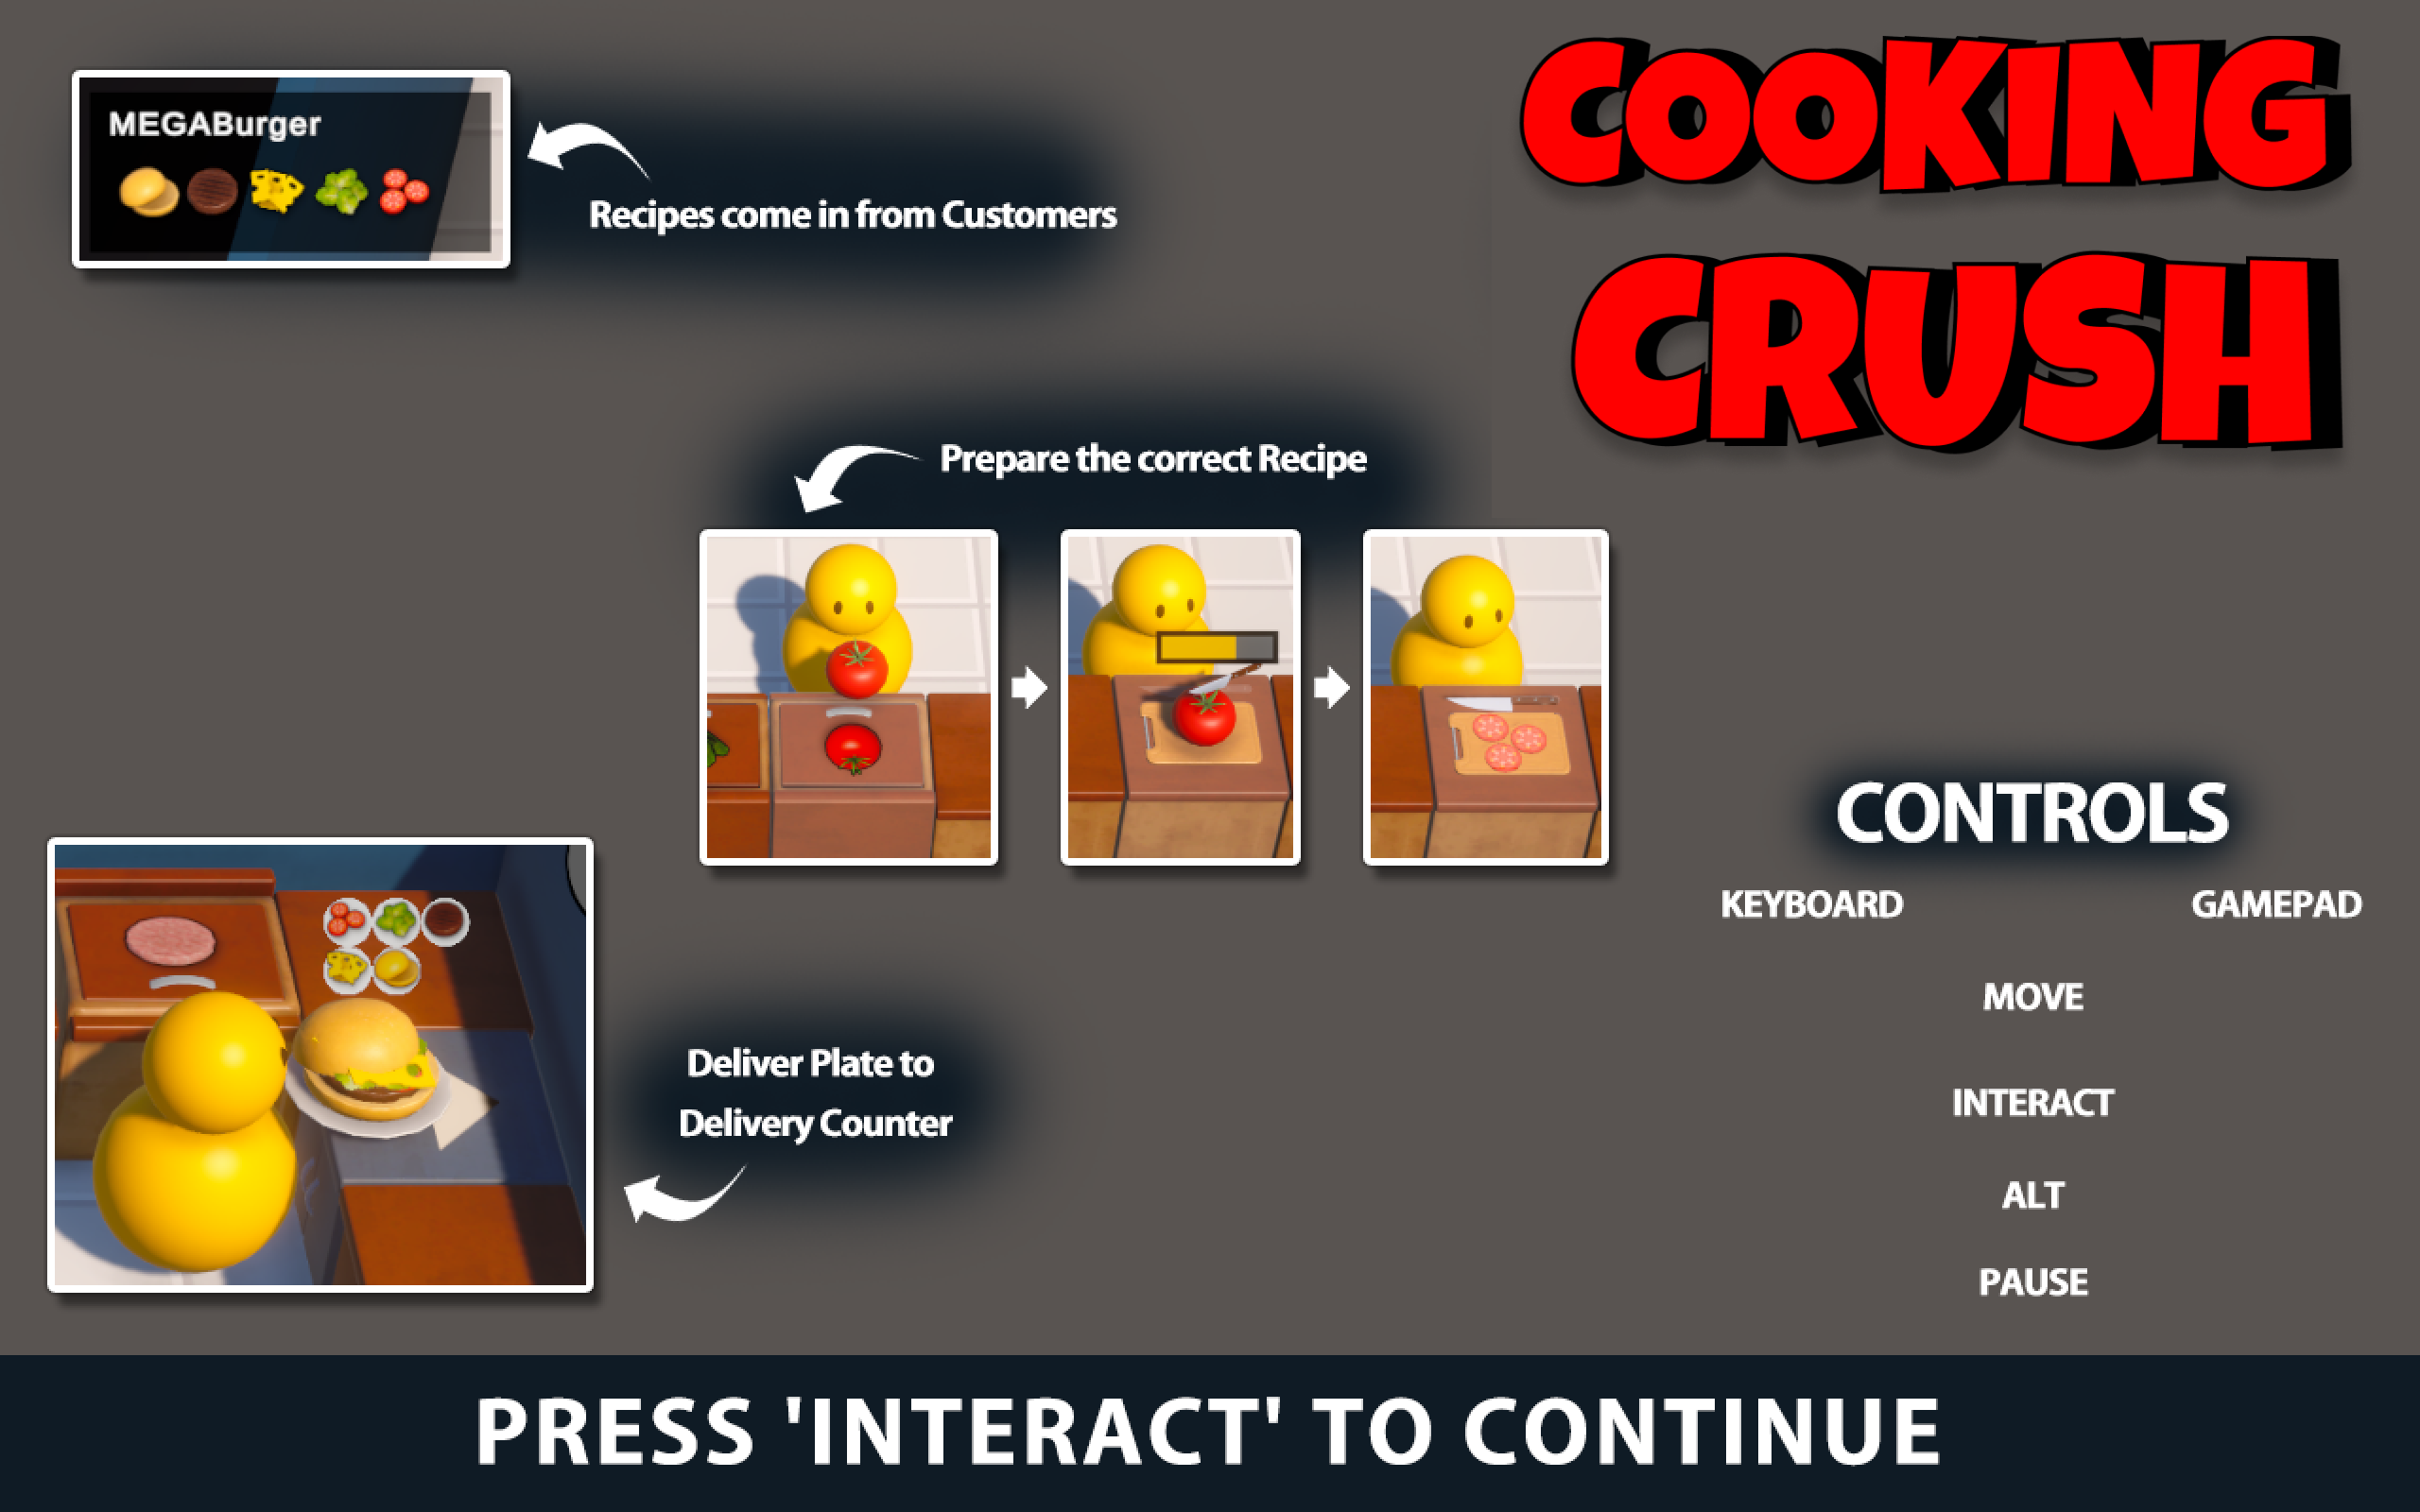 COOKING
CRUSH
MEGABurger
Recipes come in from Customers
Prepare the correct Recipe
Deliver Plate to
Delivery Counter
CONTROLS
KEYBOARD GAMEPAD
MOVE
INTERACT
ALT
PAUSE
PRESS 'INTERACT' TO CONTINUE